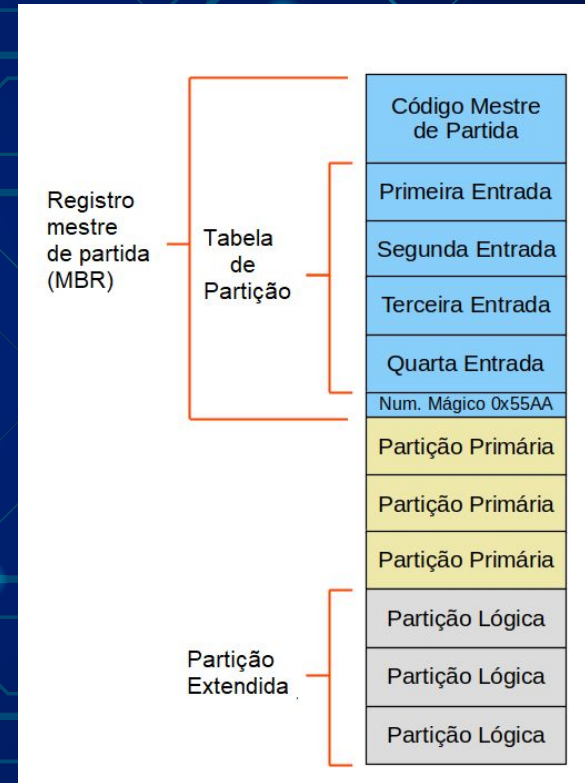 Registro
mestre
de partida
(MBR)
Tabela
de
Partição
Código Mestre
de Partida
Primeira Entrada
Segunda Entrada
Terceira Entrada
Quarta Entrada
Num. Mágico 0x55AA
Partição Primária
Partição Primária
Partição Primária
Partição
Extendida
Partição Lógica
Partição Lógica
Partição Lógica